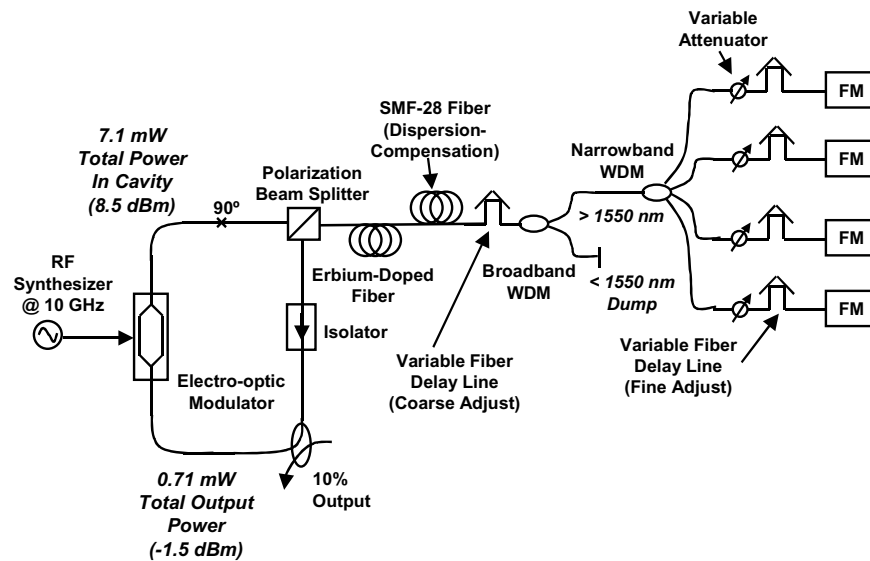 Variable
Attenuator
FM
SMF-28 Fiber
(Dispersion-
Compensation)
7.1 mW
Total Power
In Cavity
(8.5 dBm)
Polarization
Beam Splitter
Narrowband
WDM
FM
90º
> 1550 nm
FM
RF
Synthesizer
@ 10 GHz
Erbium-Doped
Fiber
Broadband
WDM
< 1550 nm
Dump
FM
Isolator
Variable Fiber
Delay Line
(Coarse Adjust)
Variable Fiber
Delay Line
(Fine Adjust)
Electro-optic
Modulator
0.71 mW
Total Output
Power
(-1.5 dBm)
10%
Output